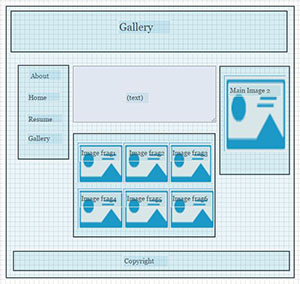 Gallery
About
Home
Resume
Gallery
(text)
Main Image 2
Image frag1
Image frag2
Image frag3
Image frag4
Image frag5
Image frag6
Copyright